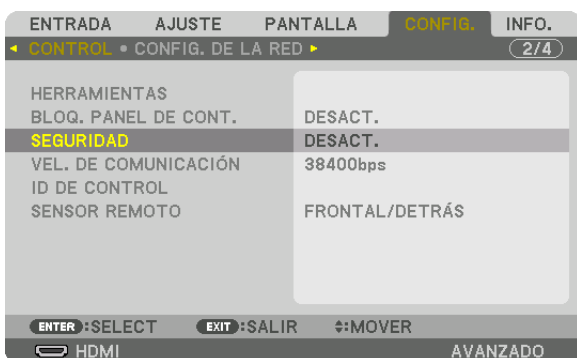 ENTRADA AJUSTE PANTALLA CONFIG. INFO.
CONTROL • CONFIG. DE LA RED 2/4
HERRAMIENTAS
BLOQ. PANEL DE CONT. DESACT.
SEGURIDAD DESACT.
VEL. DE COMUNICACIÓN 38400bps
ID DE CONTROL
SENSOR REMOTO FRONTAL/DETRÁS
ENTER :SELECT EXIT :SALIR :MOVER
HDMI AVANZADO